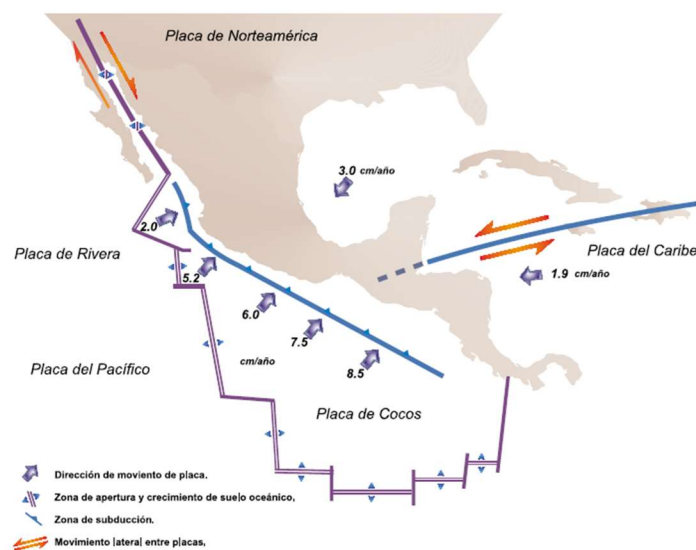 Placa de Norteamérica
3.0 cm/año
2.0
Placa de Rivera
Placa del Caribe
5.2
1.9 cm/año
6.0
7.5
cm/año
Placa del Pacífico
8.5
Placa de Cocos
Dirección de moviento de placa.
Zona de apertura y crecimiento de suelo oceánico,
Zona de subducción.
Movimiento lateral entre placas,